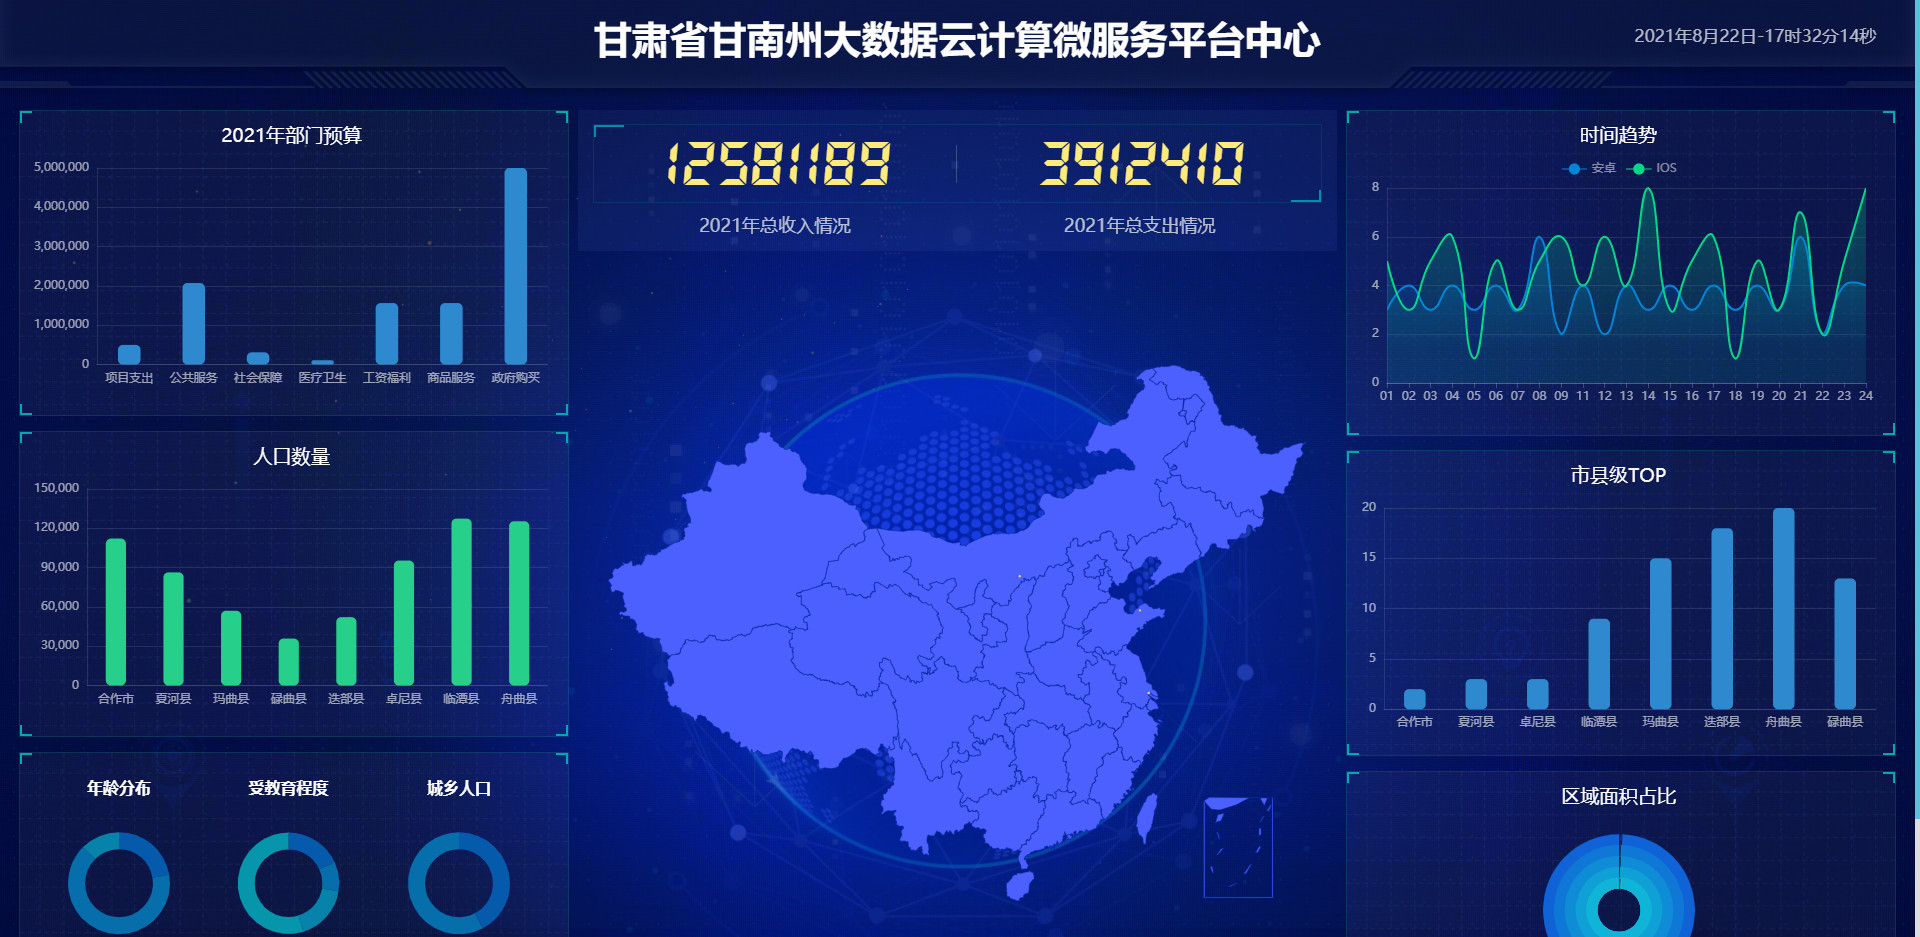 甘肃省甘南州大数据云计算微服务平台中心
2021年8月22日-17时32分14秒
2021年部门预算
5,000,000
4,000,000
3,000,000
2,000,000
1,000,000
0
项目支出 公共服务 社会保障 医疗卫生 工资福利 商品服务 政府购买
人口数量
150,000
120,000
90,000
60,000
30,000
0
合作市 夏河县 玛曲县 碌曲县 迭部县 卓尼县 临潭县 舟曲县
年龄分布 受教育程度 城乡人口
12581189 3912410
2021年总收入情况 2021年总支出情况
时间趋势
安卓 IOS
8
6
4
2
0
01 02 03 04 05 06 07 08 09 11 12 13 14 15 16 17 18 19 20 21 22 23 24
市县级TOP
20
15
10
5
0
合作市 夏河县 卓尼县 临潭县 玛曲县 迭部县 舟曲县 碌曲县
区域面积占比